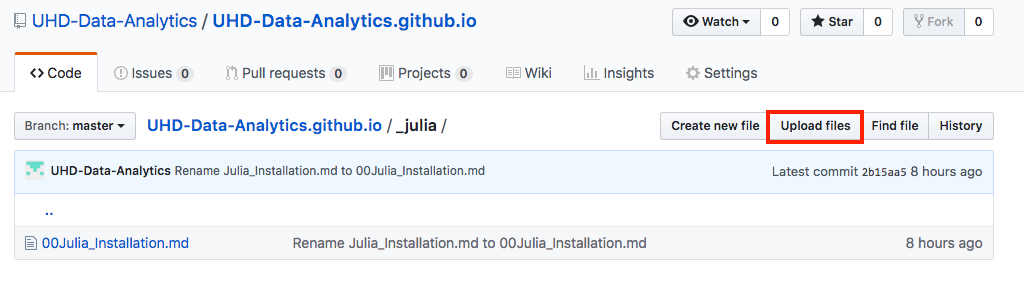 UHD-Data-Analytics / UHD-Data-Analytics.github.io Watch 0 Star 0 Fork 0
Code Issues 0 Pull requests 0 Projects 0 Wiki Insights Settings
Branch: master UHD-Data-Analytics.github.io / _julia / Create new file Upload files Find file History
UHD-Data-Analytics Rename Julia_Installation.md to 00Julia_Installation.md Latest commit 2b15aa5 8 hours ago
..
00Julia_Installation.md Rename Julia_Installation.md to 00Julia_Installation.md 8 hours ago